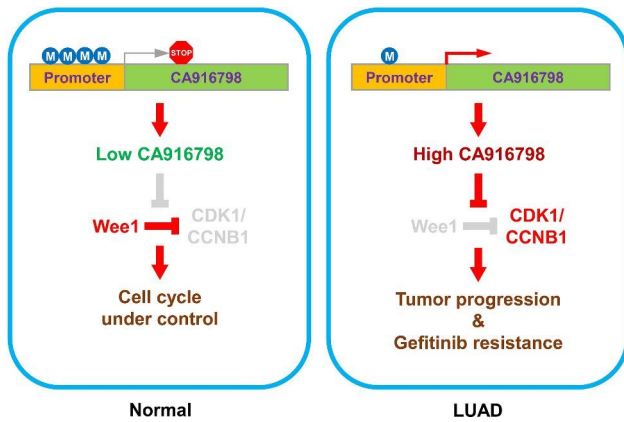 M M M M
STOP
Promoter
CA916798
Low CA916798
Wee1
CDK1/
CCNB1
Cell cycle
under control
Normal
M
Promoter
CA916798
High CA916798
Wee1
CDK1/
CCNB1
Tumor progression
&
Gefitinib resistance
LUAD